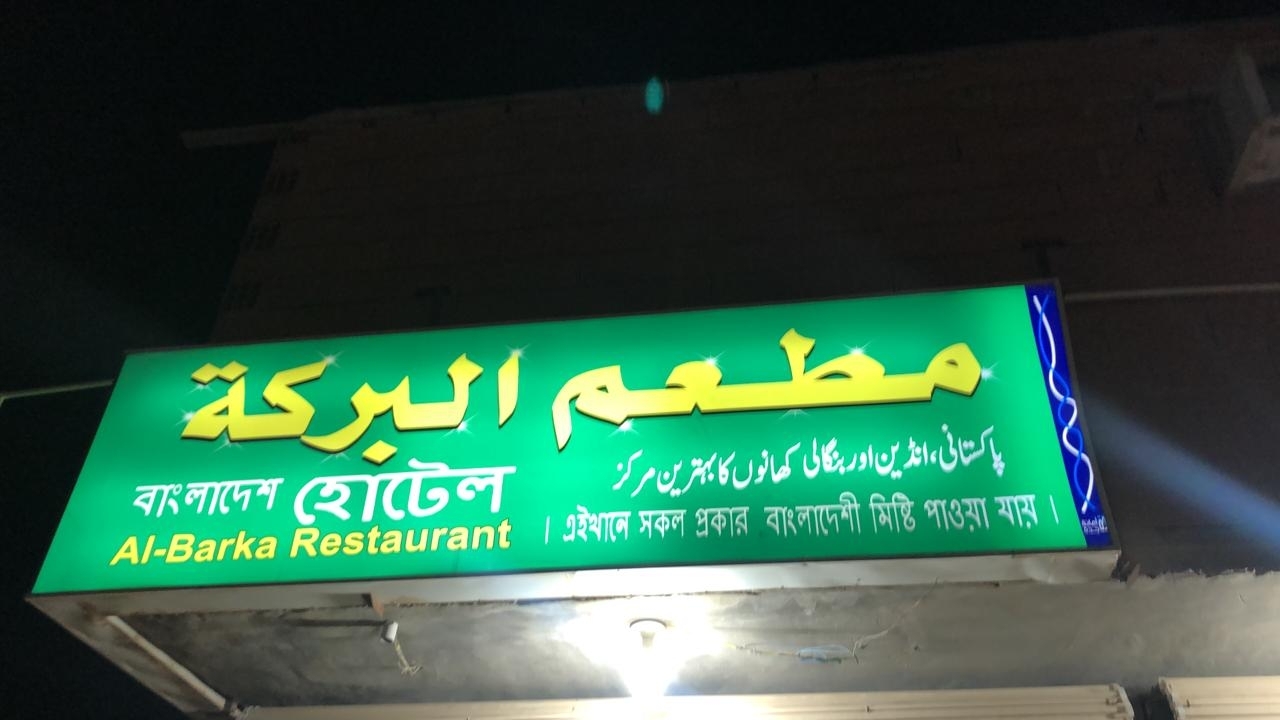 مطعم البركة
پاکستانی، انڈین اور بنگالی کھانوں کا بہترین مرکز
বাংলাদেশ হোটেল
Al-Barka Restaurant
। এইখানে সকল প্রকার বাংলাদেশী মিষ্টি পাওয়া যায় ।